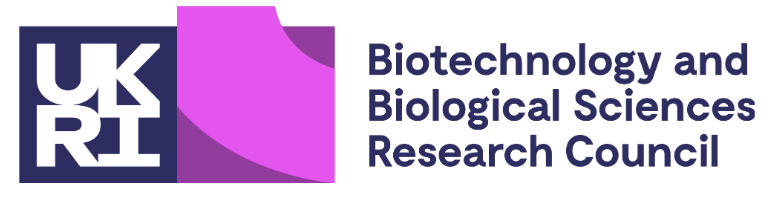 UK
RI
Biotechnology and
Biological Sciences
Research Council